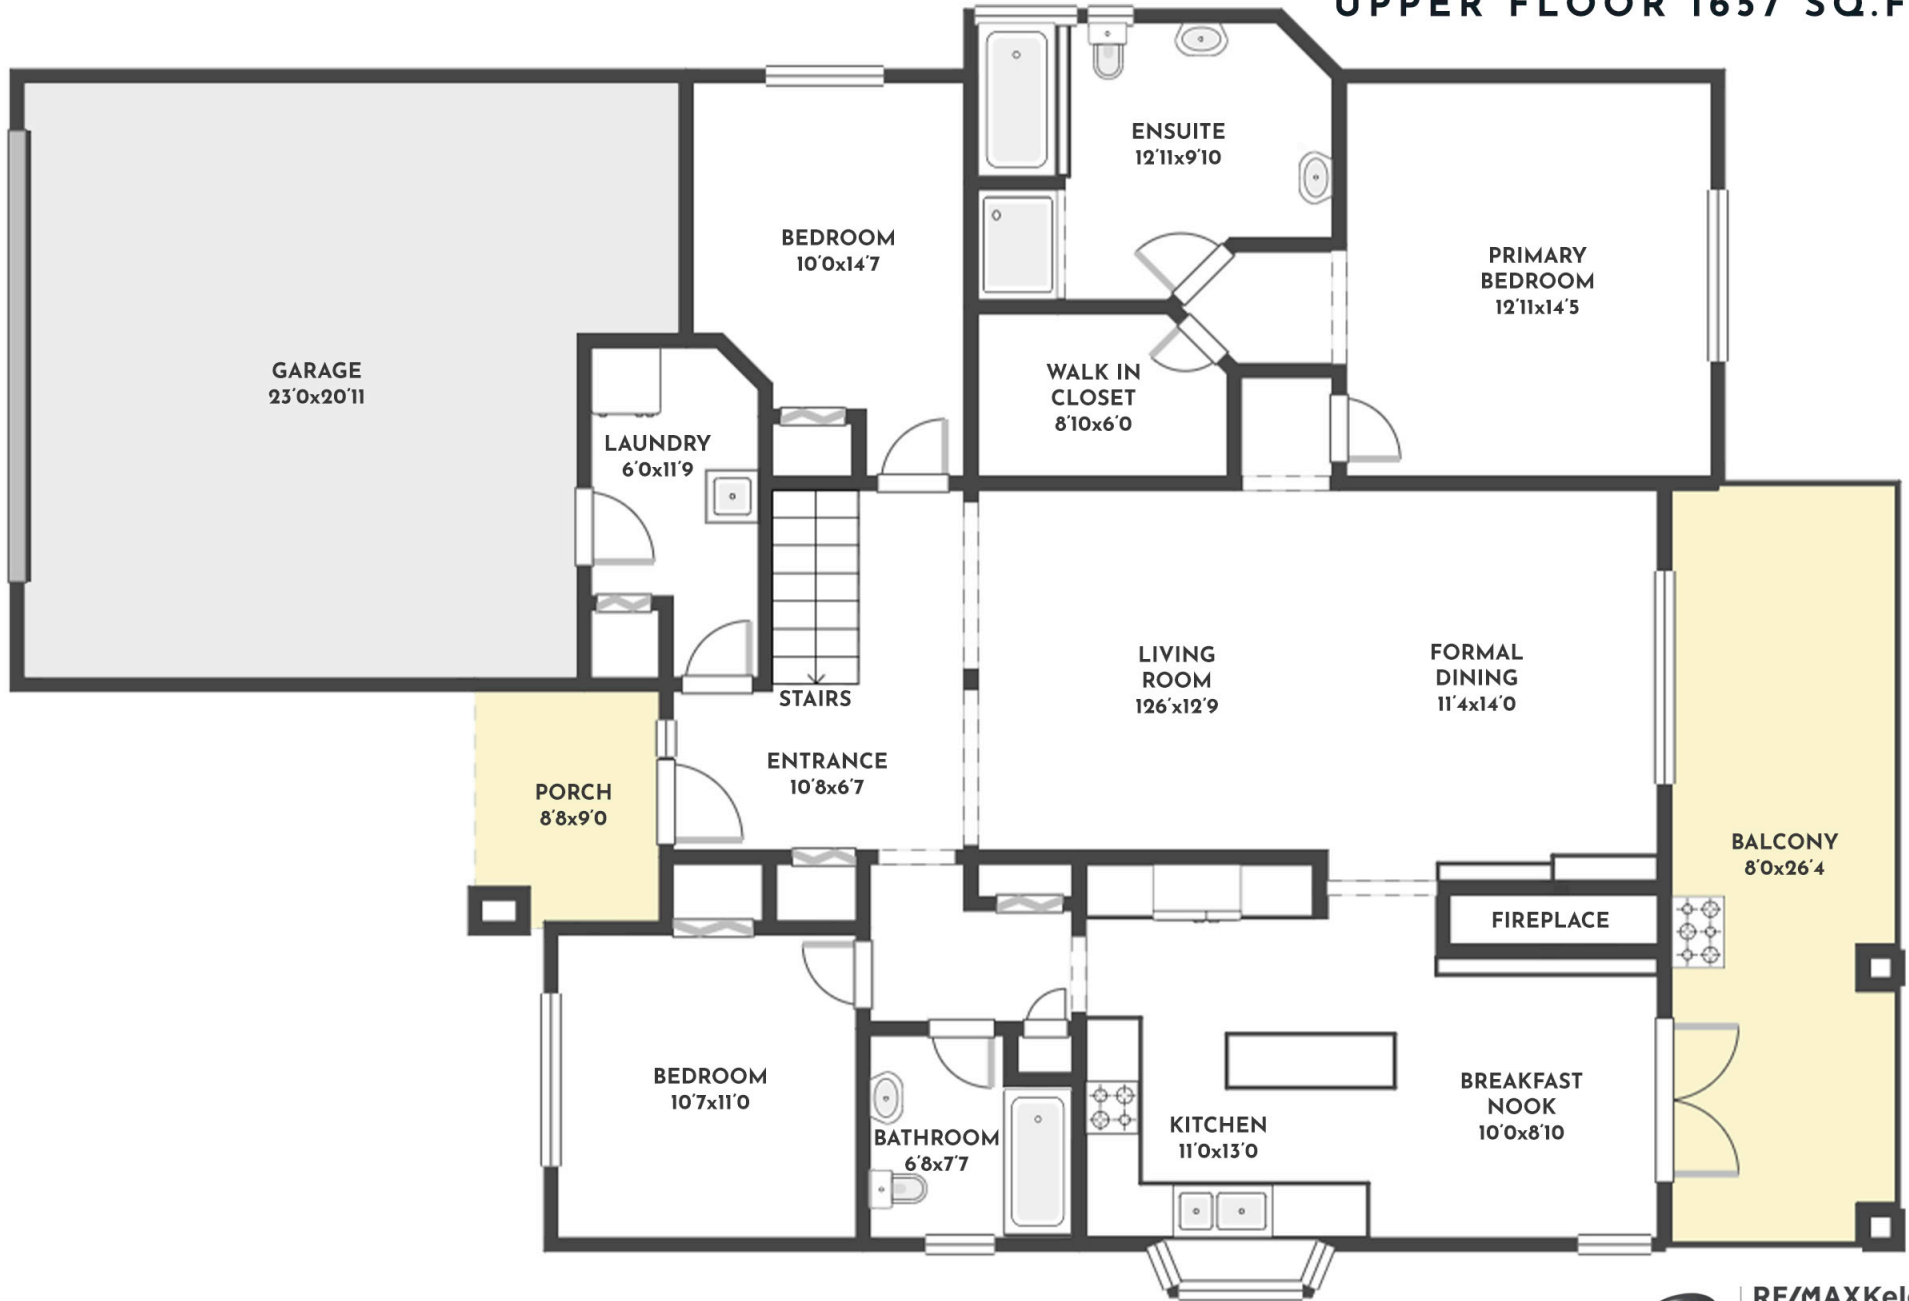 UPPER FLOOR 1657 SQ.F
ENSUITE
12'11x9'10
BEDROOM
10'0x14'7
PRIMARY
BEDROOM
12'11x14'5
GARAGE
23'0x20'11
WALK IN
CLOSET
8'10x6'0
LAUNDRY
6'0x11'9
STAIRS
LIVING
ROOM
126'x12'9
FORMAL
DINING
11'4x14'0
ENTRANCE
10'8x6'7
PORCH
8'8x9'0
BALCONY
8'0x26'4
FIREPLACE
BEDROOM
10'7x11'0
BATHROOM
6'8x7'7
KITCHEN
11'0x13'0
BREAKFAST
NOOK
10'0x8'10
RE/MAXKel